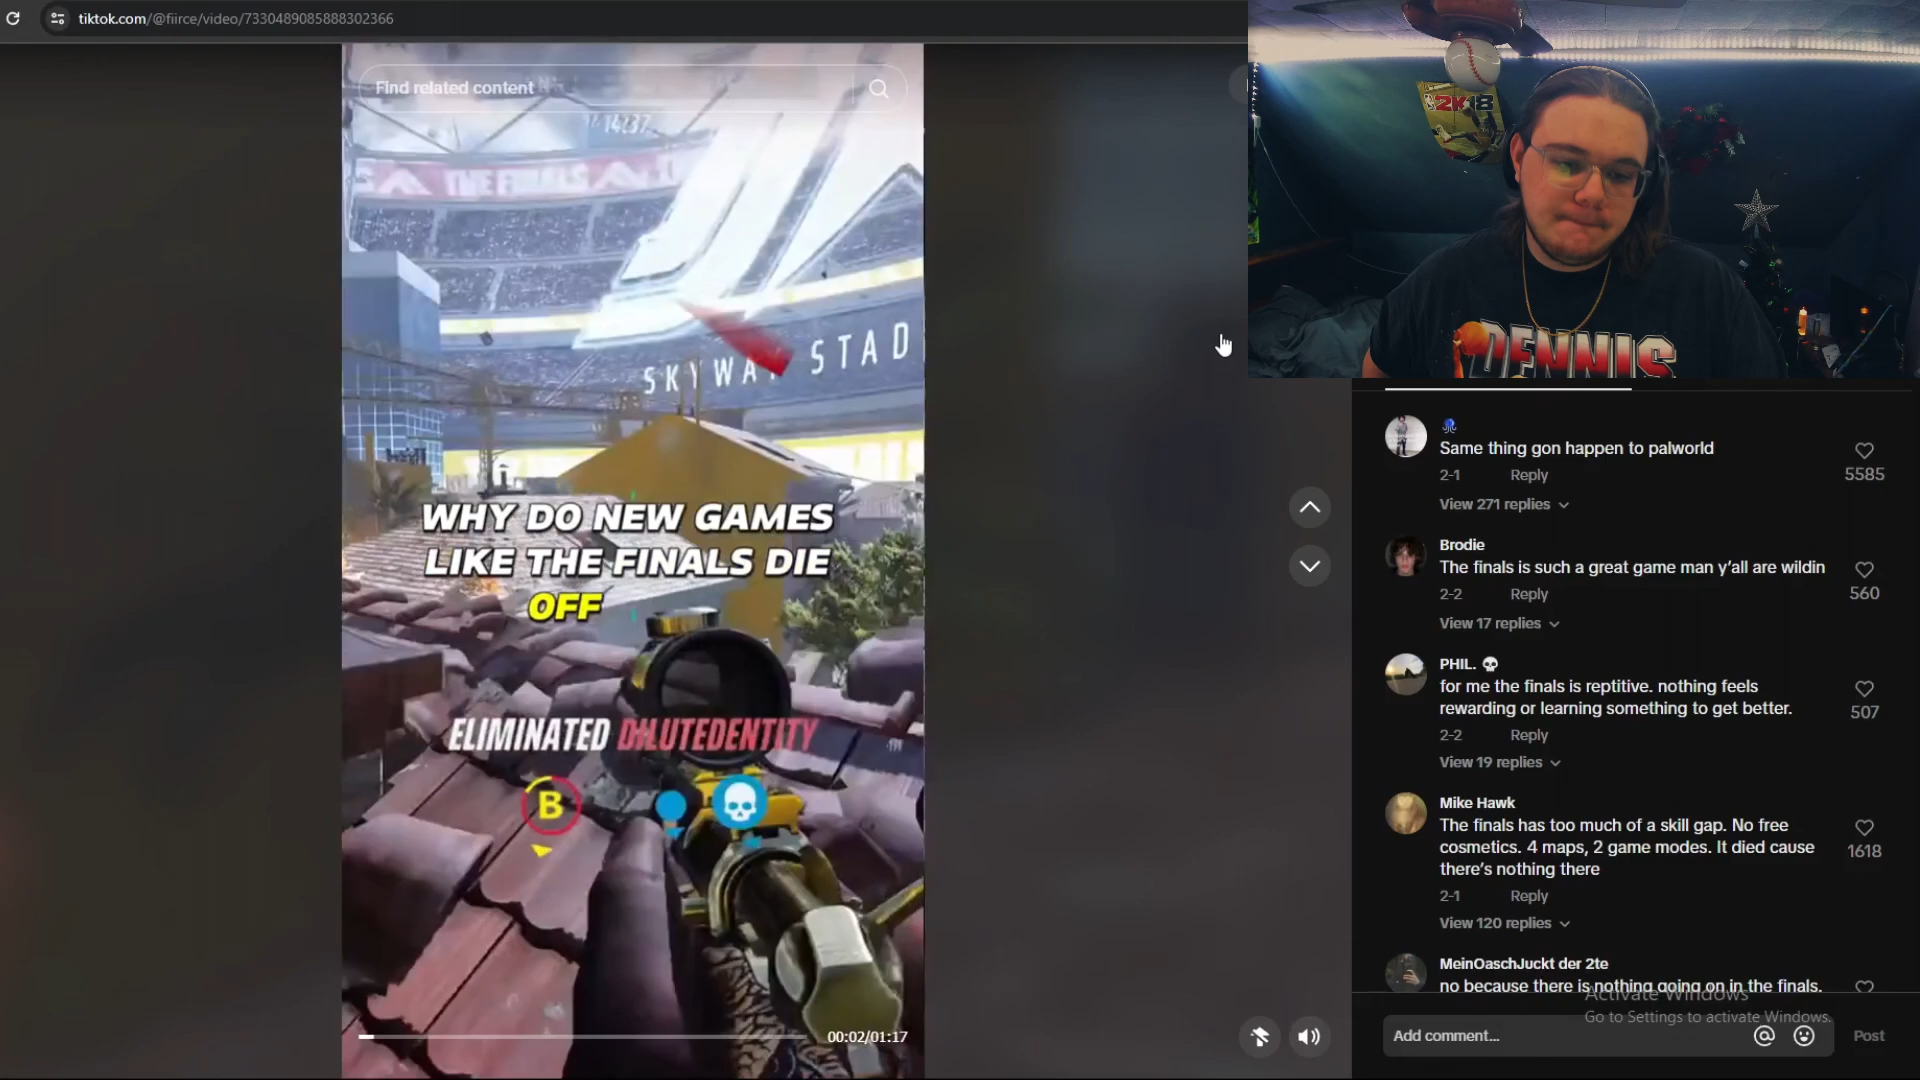 tiktok.com/@fiirce/video/7330489085888302366
Find related content
14:37
THE FINALS
SKYWAY STAD
WHY DO NEW GAMES
LIKE THE FINALS DIE
OFF
ELIMINATED DILUTEDENTITY
B
00:02/01:17
2K18
DENNIS
Same thing gon happen to palworld
5585
2-1 Reply
View 271 replies
Brodie
The finals is such a great game man y'all are wildin
560
2-2 Reply
View 17 replies
PHIL.
for me the finals is reptitive. nothing feels
rewarding or learning something to get better.
507
2-2 Reply
View 19 replies
Mike Hawk
The finals has too much of a skill gap. No free
cosmetics. 4 maps, 2 game modes. It died cause
there's nothing there
1618
2-1 Reply
View 120 replies
MeinOaschJuckt der 2te
no because there is nothing going on in the finals.
Activate Windows
Go to Settings to activate Windows.
Add comment...
Post